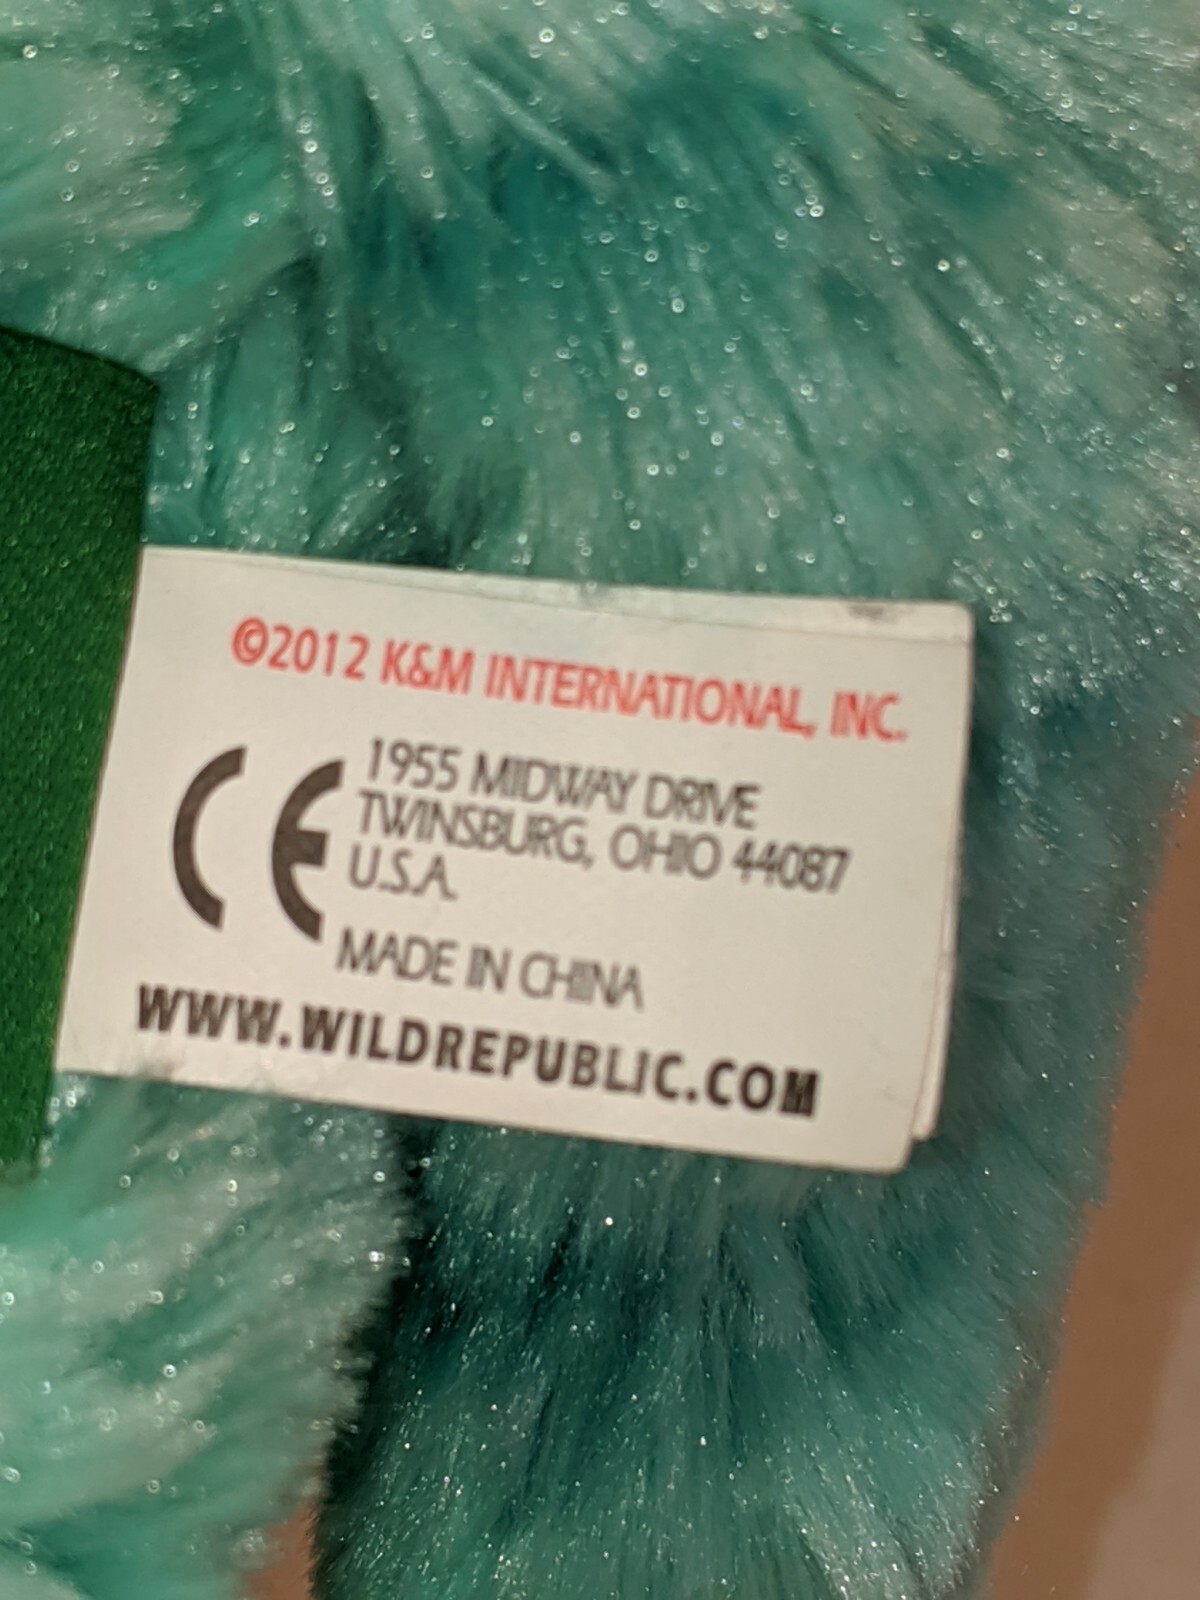 ©2012 K&M INTERNATIONAL, INC.
CE
1955 MIDWAY DRIVE
TWINSBURG, OHIO 44087
U.S.A.
MADE IN CHINA
WWW.WILDREPUBLIC.COM